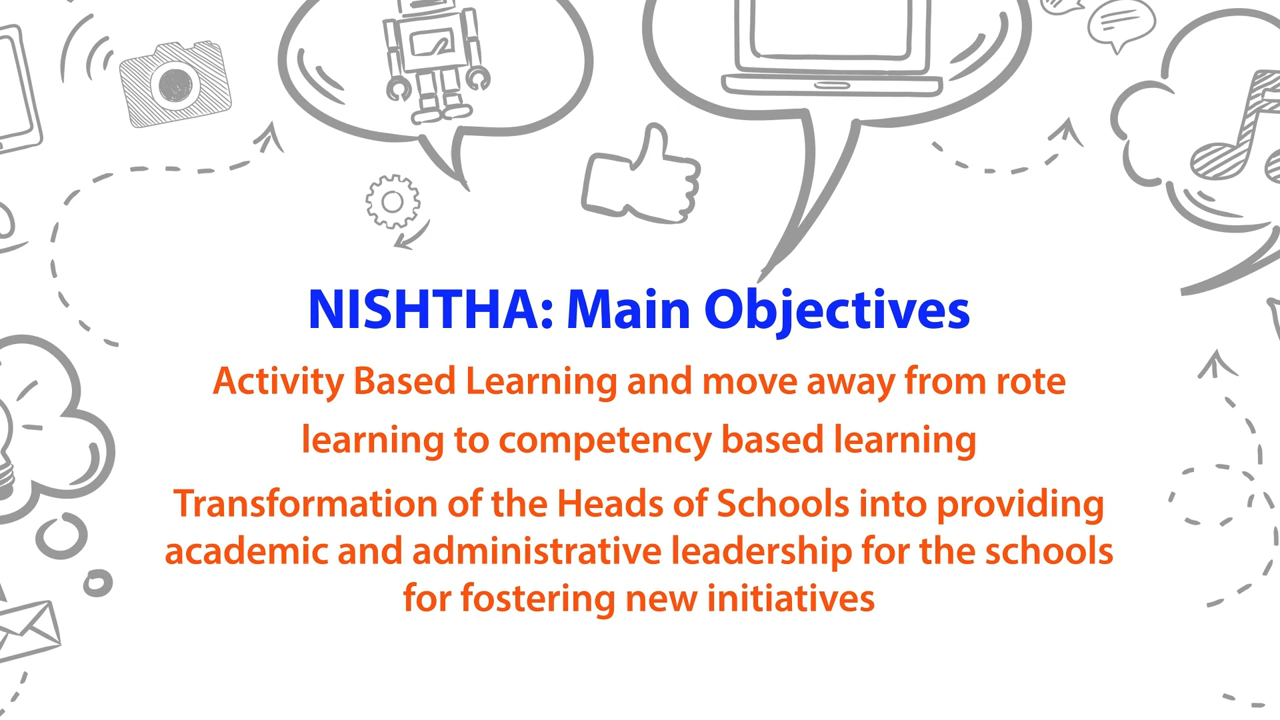 NISHTHA: Main Objectives
Activity Based Learning and move away from rote
learning to competency based learning
Transformation of the Heads of Schools into providing
academic and administrative leadership for the schools
for fostering new initiatives